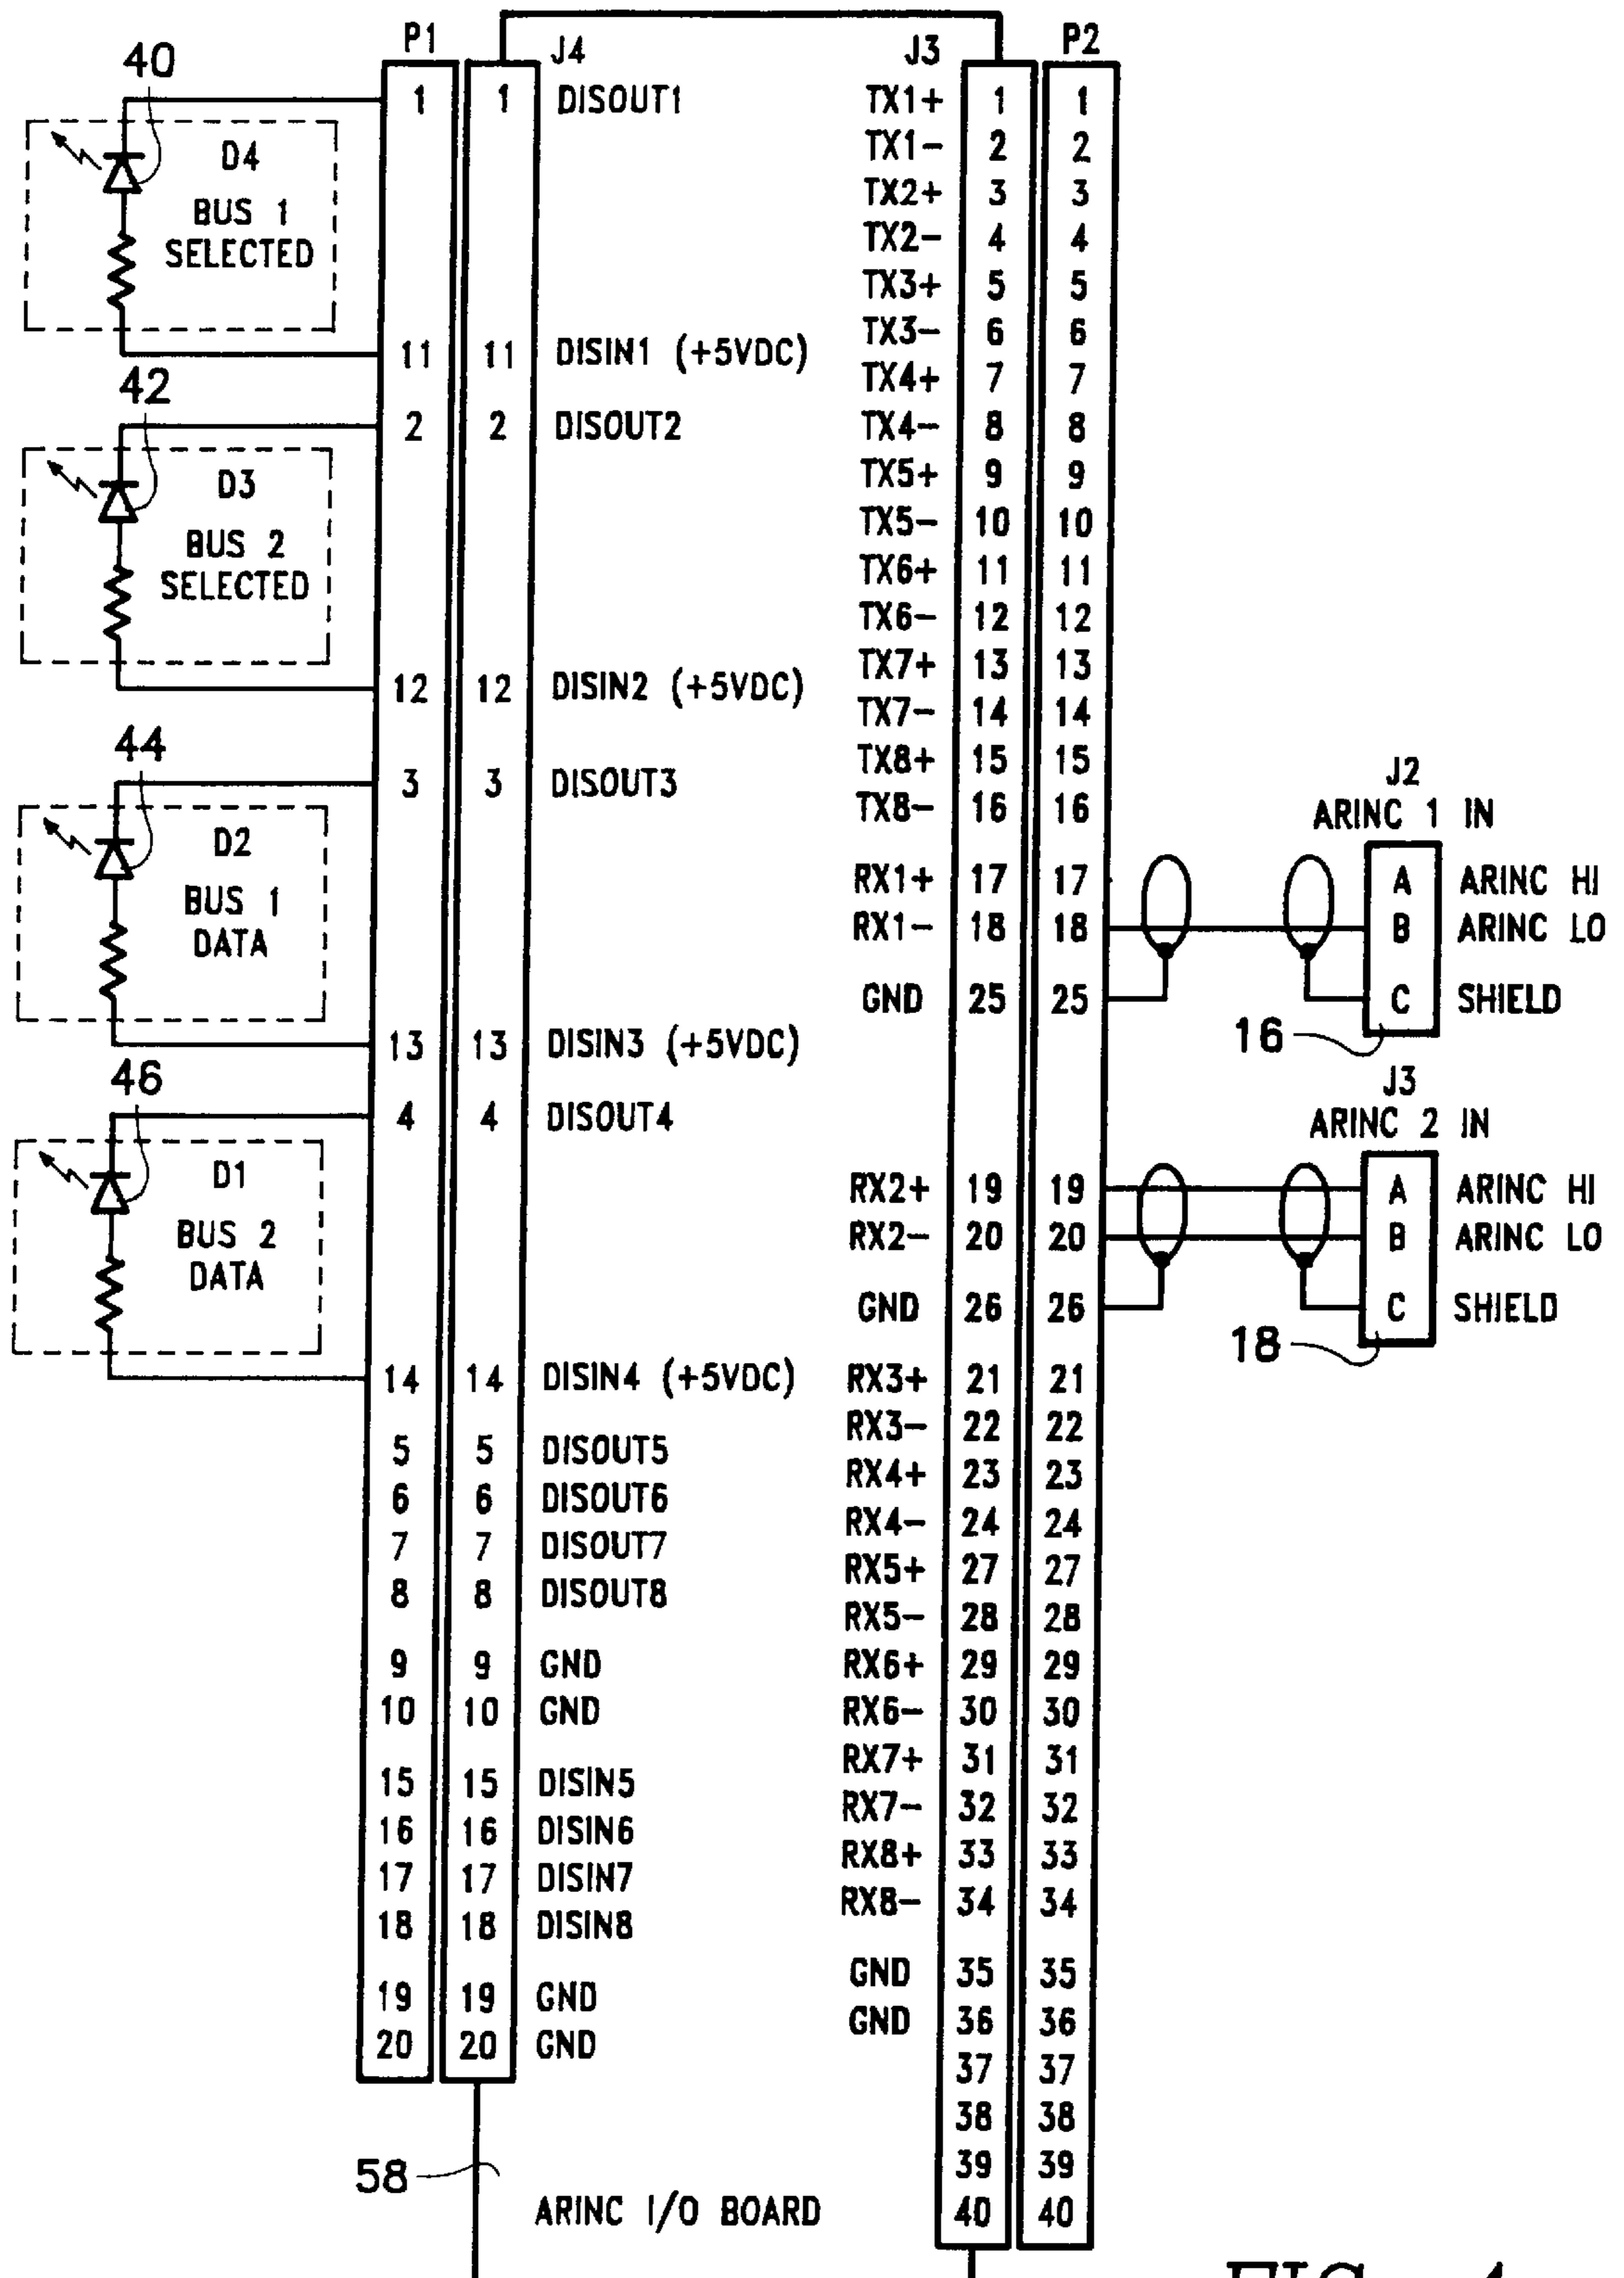 40
D4
BUS 1
SELECTED
42
D3
BUS 2
SELECTED
44
D2
BUS 1
DATA
46
D1
BUS 2
DATA
P1 J4
1 1 DISOUT1
11 11 DISIN1 (+5VDC)
2 2 DISOUT2
12 12 DISIN2 (+5VDC)
3 3 DISOUT3
13 13 DISIN3 (+5VDC)
4 4 DISOUT4
14 14 DISIN4 (+5VDC)
5 5 DISOUT5
6 6 DISOUT6
7 7 DISOUT7
8 8 DISOUT8
9 9 GND
10 10 GND
15 15 DISIN5
16 16 DISIN6
17 17 DISIN7
18 18 DISIN8
19 19 GND
20 20 GND
58
ARINC I/O BOARD
J3 P2
TX1+ 1 1
TX1- 2 2
TX2+ 3 3
TX2- 4 4
TX3+ 5 5
TX3- 6 6
TX4+ 7 7
TX4- 8 8
TX5+ 9 9
TX5- 10 10
TX6+ 11 11
TX6- 12 12
TX7+ 13 13
TX7- 14 14
TX8+ 15 15
TX8- 16 16
RX1+ 17 17
RX1- 18 18
GND 25 25
RX2+ 19 19
RX2- 20 20
GND 26 26
RX3+ 21 21
RX3- 22 22
RX4+ 23 23
RX4- 24 24
RX5+ 27 27
RX5- 28 28
RX6+ 29 29
RX6- 30 30
RX7+ 31 31
RX7- 32 32
RX8+ 33 33
RX8- 34 34
GND 35 35
GND 36 36
37 37
38 38
39 39
40 40
J2
ARINC 1 IN
A ARINC HI
B ARINC LO
C SHIELD
16
J3
ARINC 2 IN
A ARINC HI
B ARINC LO
C SHIELD
18